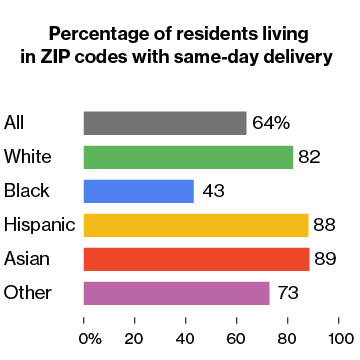 Percentage of residents living
in ZIP codes with same-day delivery
All 64%
White 82
Black 43
Hispanic 88
Asian 89
Other 73
0% 20 40 60 80 100